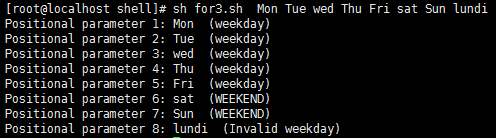 [root@localhost shell]# sh for3.sh  Mon Tue wed Thu Fri sat Sun lundi
Positional parameter 1: Mon  (weekday)
Positional parameter 2: Tue  (weekday)
Positional parameter 3: wed  (weekday)
Positional parameter 4: Thu  (weekday)
Positional parameter 5: Fri  (weekday)
Positional parameter 6: sat  (WEEKEND)
Positional parameter 7: Sun  (WEEKEND)
Positional parameter 8: lundi  (Invalid weekday)